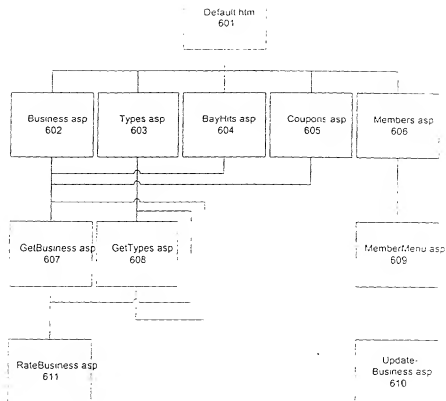 Default htm
601
Business asp
602
Types asp
603
BayHits asp
604
Coupons asp
605
Members asp
606
GetBusiness asp
607
GetTypes asp
608
MemberMenu asp
609
RateBusiness asp
611
Update-
Business asp
610